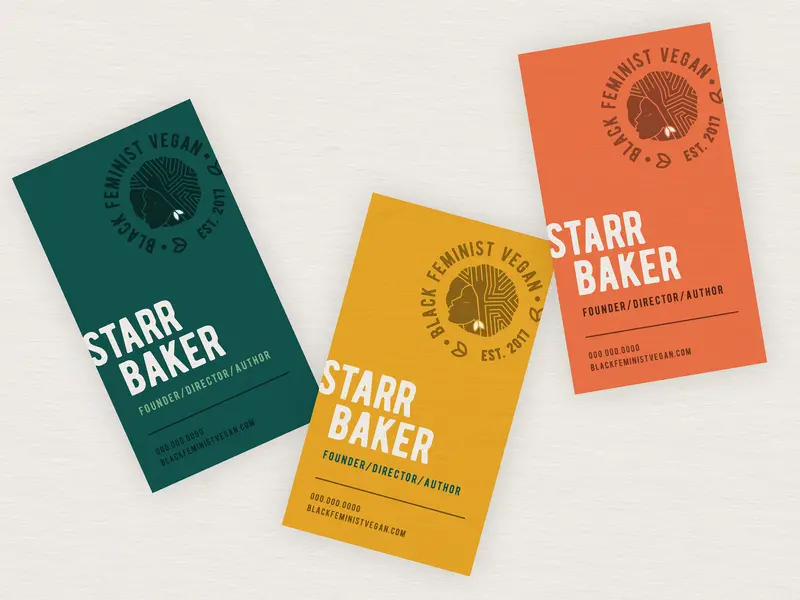 BLACK FEMINIST VEGAN
EST. 2017
STARR
BAKER
FOUNDER/DIRECTOR/AUTHOR
000.000.0000
BLACKFEMINISTVEGAN.COM
BLACK FEMINIST VEGAN
EST. 2017
STARR
BAKER
FOUNDER/DIRECTOR/AUTHOR
000.000.0000
BLACKFEMINISTVEGAN.COM
BLACK FEMINIST VEGAN
EST. 2017
STARR
BAKER
FOUNDER/DIRECTOR/AUTHOR
000.000.0000
BLACKFEMINISTVEGAN.COM